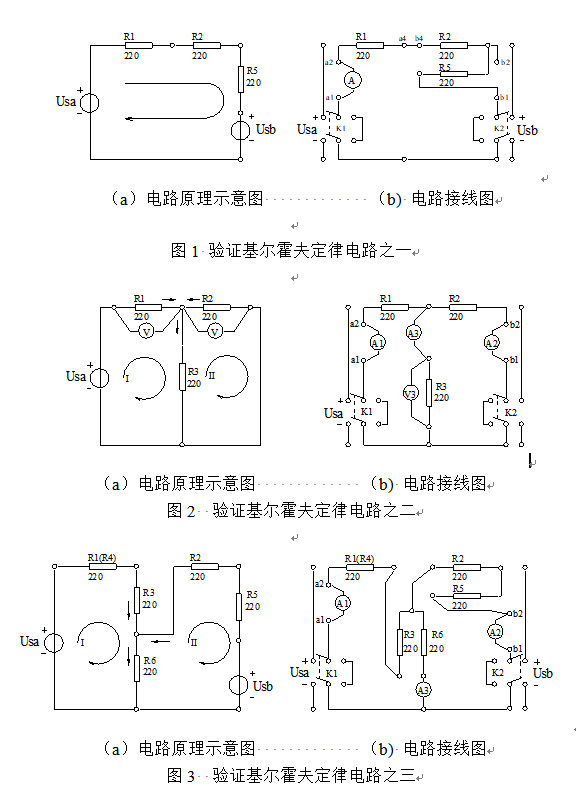 R1 R2
220 220
R5
220
Usa + − + − Usb
R1 a4 b4 R2
220 220
a2 b2
A
R5
220
a1 b1
Usa + − K1 K2 + − Usb
(a) 电路原理示意图 ············ (b) 电路接线图
图 1 · 验证基尔霍夫定律电路之一
R1 R2
220 220
V V
R3
220
Usa + − I II
R1 R2
220 220
a2 b2
A1 A3 A2
a1 b1
R3
220
V3
Usa + − K1 K2
(a) 电路原理示意图 ············ (b) 电路接线图
图 2 ·· 验证基尔霍夫定律电路之二
R1(R4) R2
220 220
R3 R5
220 220
Usa + − I II
R6
220
+ − Usb
R1(R4) R2
220 220
a2 R5
220 b2
A1 A2
a1 b1
R3 R6
220 220
A3
Usa + − K1 K2 + − Usb
(a) 电路原理示意图 ············ (b) 电路接线图
图 3 ·· 验证基尔霍夫定律电路之三